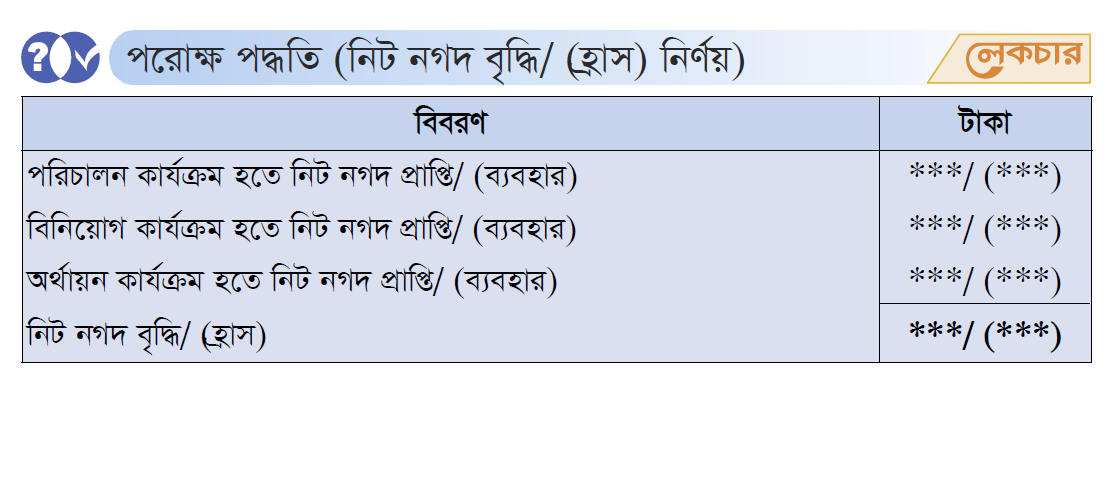 ?
পরোক্ষ পদ্ধতি (নিট নগদ বৃদ্ধি/ (হ্রাস) নির্ণয়)
লেকচার
বিবরণ টাকা
পরিচালন কার্যক্রম হতে নিট নগদ প্রাপ্তি/ (ব্যবহার) ***/ (***)
বিনিয়োগ কার্যক্রম হতে নিট নগদ প্রাপ্তি/ (ব্যবহার) ***/ (***)
অর্থায়ন কার্যক্রম হতে নিট নগদ প্রাপ্তি/ (ব্যবহার) ***/ (***)
নিট নগদ বৃদ্ধি/ (হ্রাস) ***/ (***)